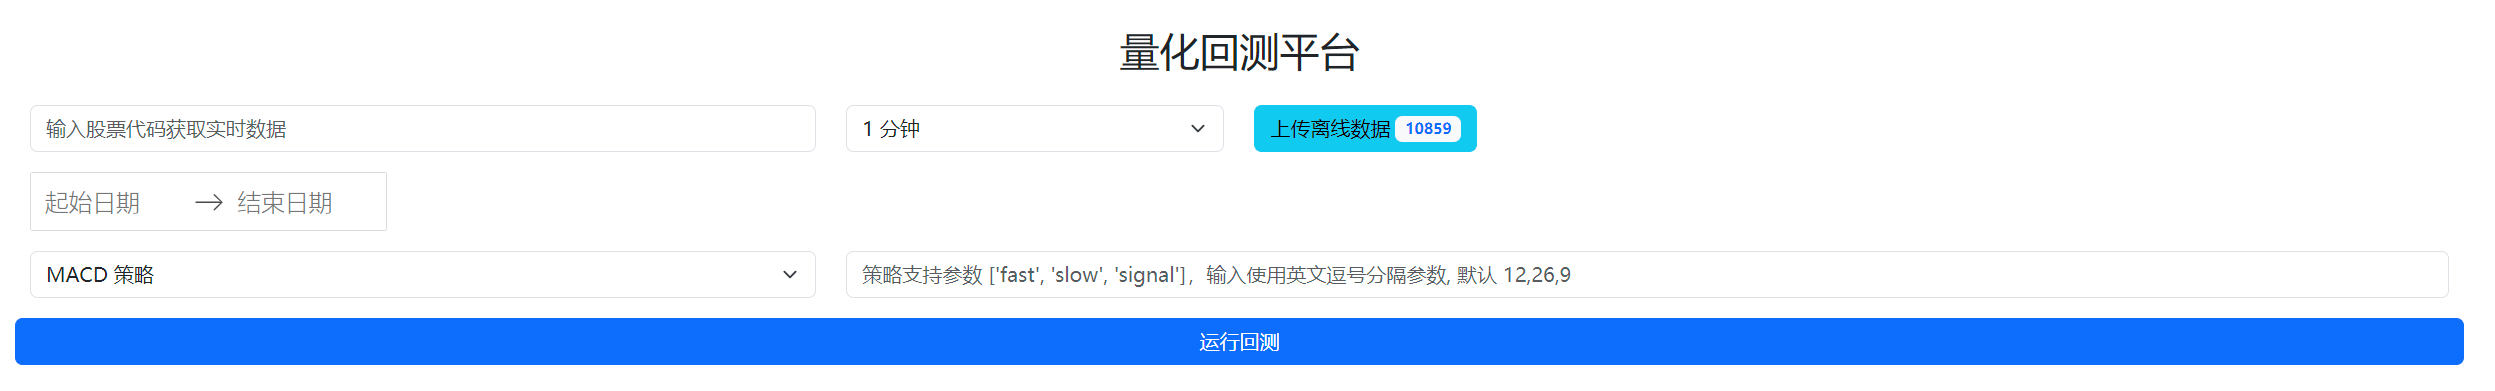 量化回测平台
输入股票代码获取实时数据
1 分钟
上传离线数据 10859
起始日期 → 结束日期
MACD 策略
策略支持参数 ['fast', 'slow', 'signal']，输入使用英文逗号分隔参数, 默认 12,26,9
运行回测